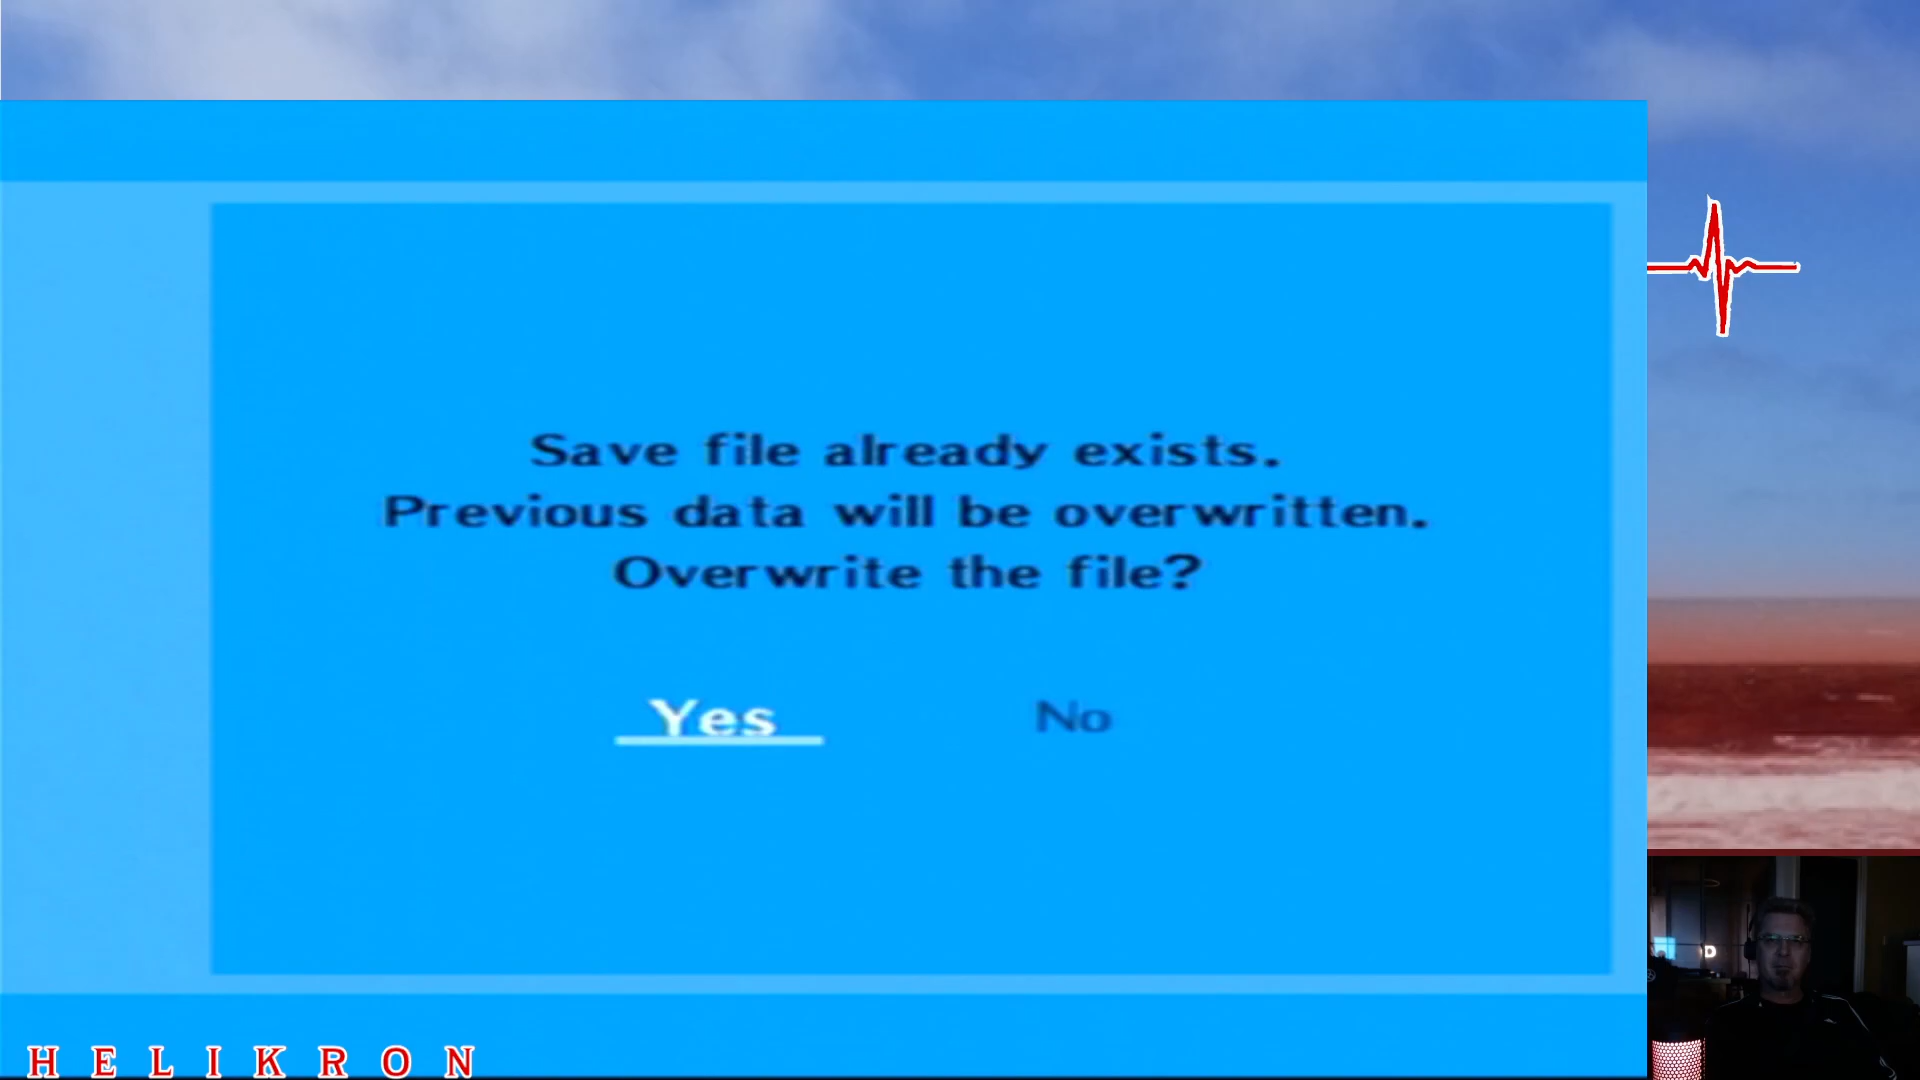 Save file already exists.
Previous data will be overwritten.
Overwrite the file?
Yes No
HELIKRON